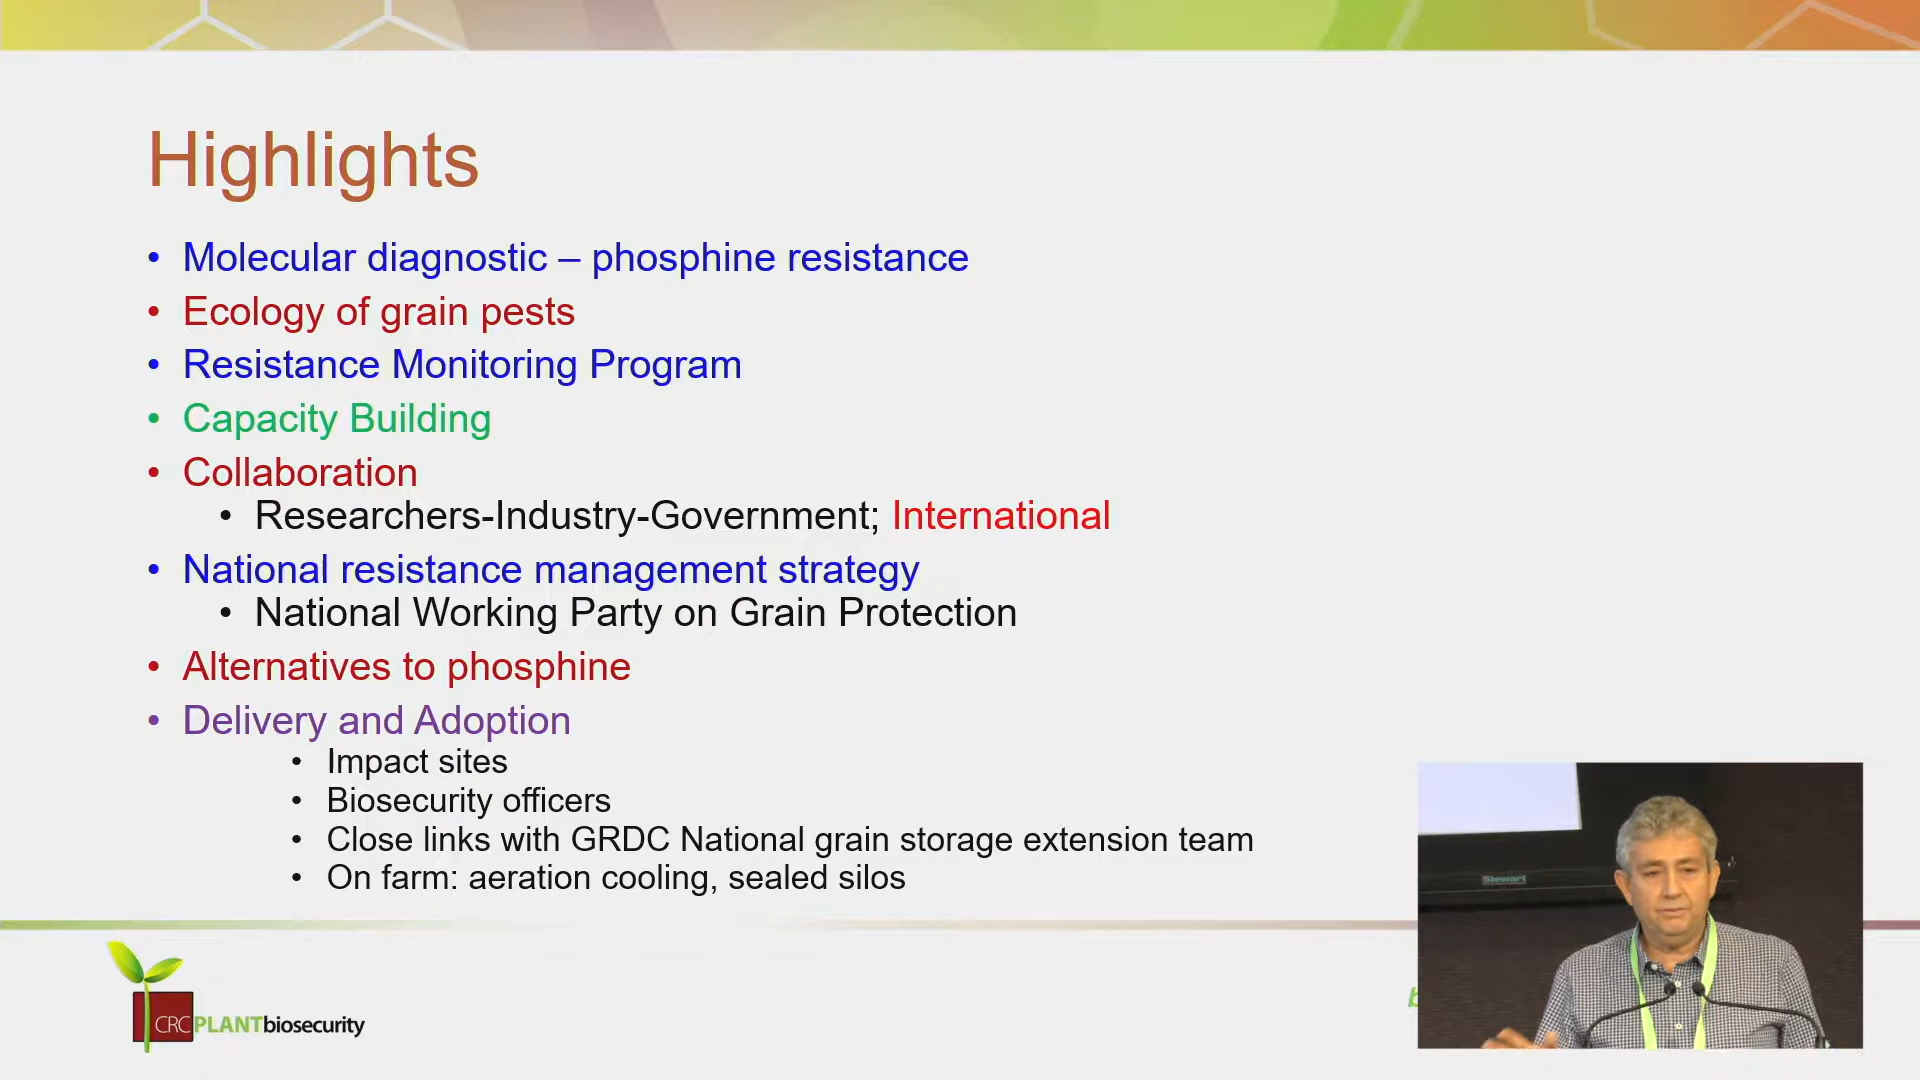 Highlights
• Molecular diagnostic – phosphine resistance
• Ecology of grain pests
• Resistance Monitoring Program
• Capacity Building
• Collaboration
• Researchers-Industry-Government; International
• National resistance management strategy
• National Working Party on Grain Protection
• Alternatives to phosphine
• Delivery and Adoption
• Impact sites
• Biosecurity officers
• Close links with GRDC National grain storage extension team
• On farm: aeration cooling, sealed silos
Stewart
CRCPLANTbiosecurity